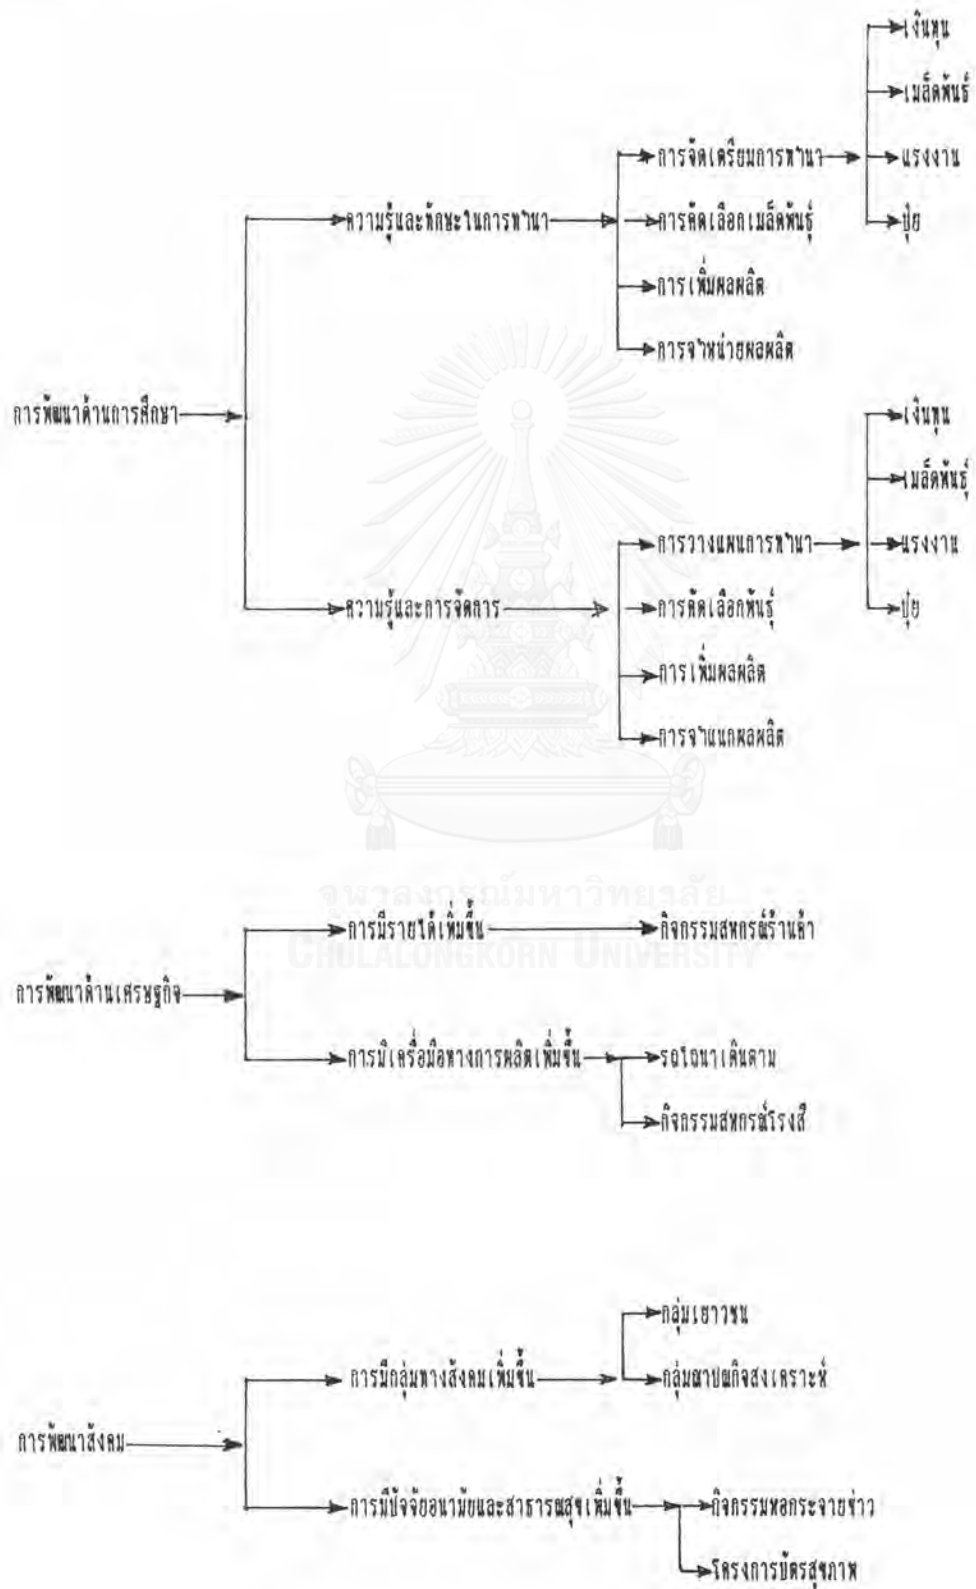 เงินทุน
เมล็ดพันธ์
การจัดเตรียมการทำนา
แรงงาน
ความรู้และทักษะในการทำนา
การคัดเลือกเมล็ดพันธุ์
ปุ๋ย
การเพิ่มผลผลิต
การจำหน่ายผลผลิต
การพัฒนาด้านการศึกษา
เงินทุน
เมล็ดพันธุ์
การวางแผนการทำนา
แรงงาน
ความรู้และการจัดการ
การคัดเลือกพันธุ์
ปุ๋ย
การเพิ่มผลผลิต
การจำแนกผลผลิต
จุฬาลงกรณ์มหาวิทยาลัย
CHULALONGKORN UNIVERSITY
การมีรายได้เพิ่มขึ้น
กิจกรรมสหกรณ์ร้านค้า
การพัฒนาด้านเศรษฐกิจ
การมีเครื่อมือทางการผลิตเพิ่มขึ้น
รถไถนาเดินตาม
กิจกรรมสหกรณ์โรงสี
กลุ่มเยาวชน
การมีกลุ่มทางสังคมเพิ่มขึ้น
กลุ่มฌาปณกิจสงเคราะห์
การพัฒนาสังคม
การมีปัจจัยอนามัยและสาธารณสุขเพิ่มขึ้น
กิจกรรมหอกระจายข่าว
โครงการบัตรสุขภาพ